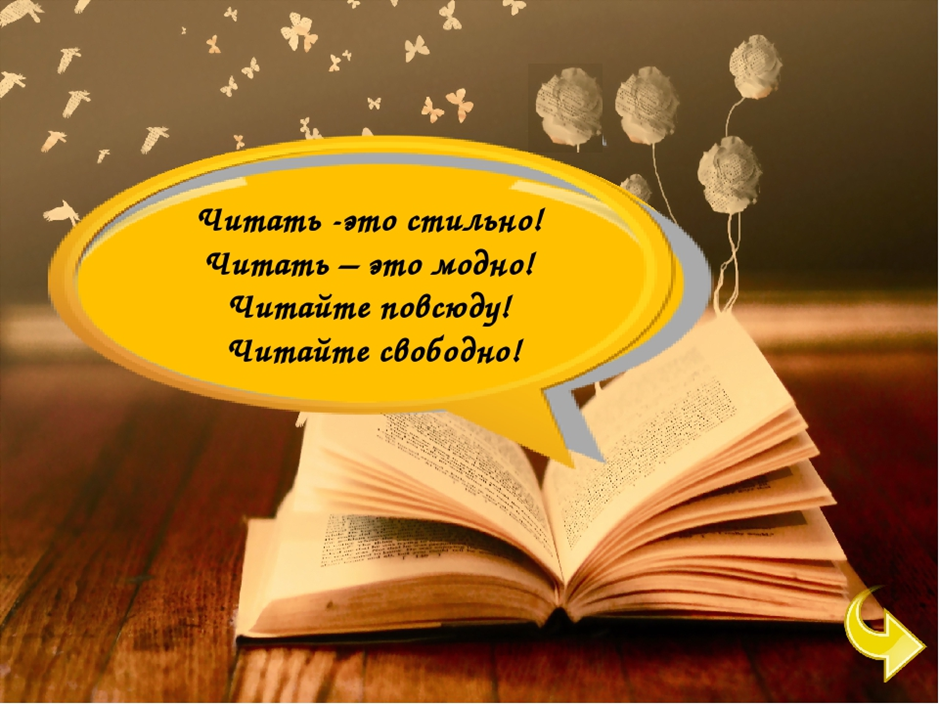 Читать -это стильно!
Читать – это модно!
Читайте повсюду!
Читайте свободно!